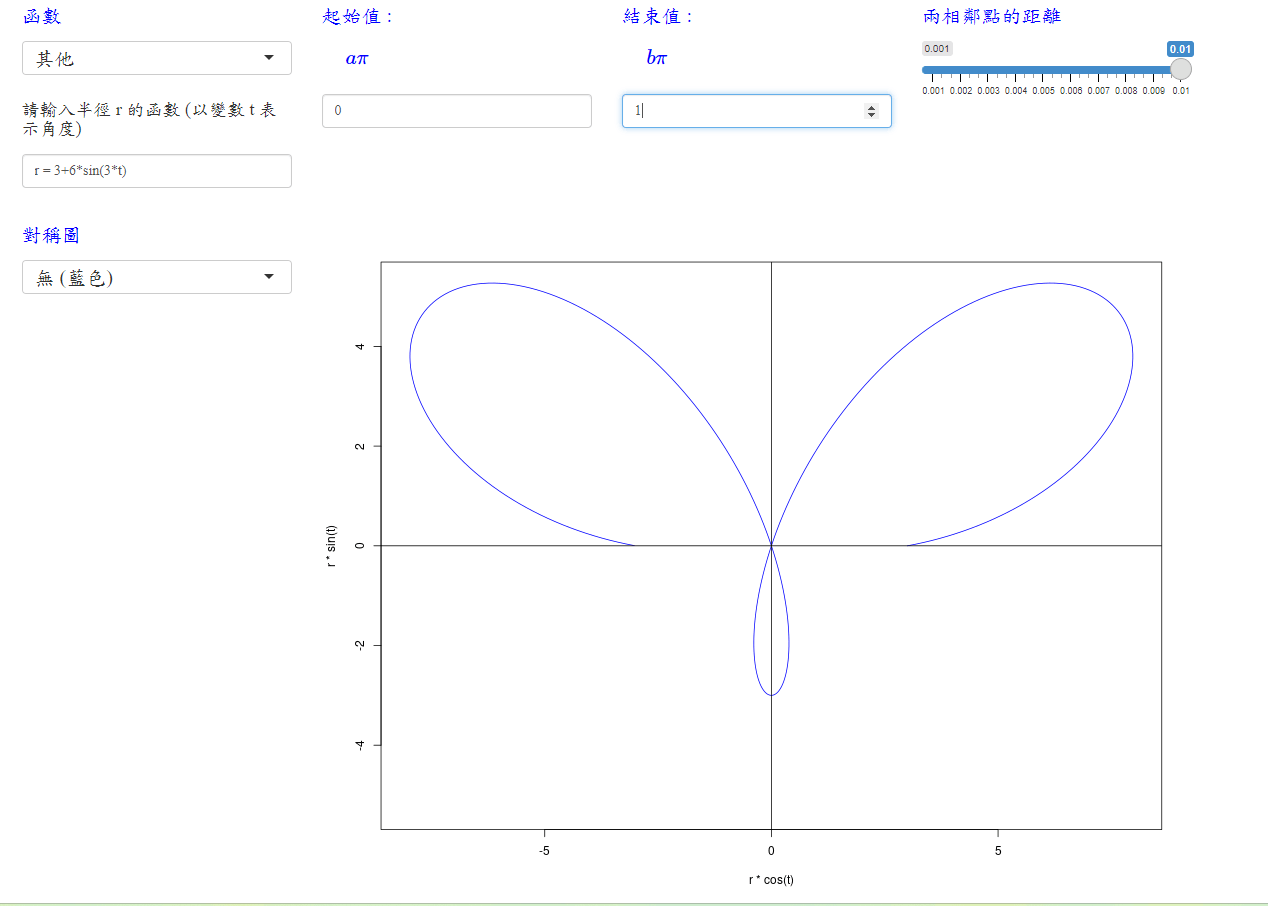 函數
起始值 :
結束值 :
兩相鄰點的距離
其他
aπ
bπ
0.001
0.01
0.001 0.002 0.003 0.004 0.005 0.006 0.007 0.008 0.009 0.01
請輸入半徑 r 的函數 (以變數 t 表
示角度)
0
1
r = 3+6*sin(3*t)
對稱圖
無 (藍色)
4
2
0
-2
-4
r * sin(t)
-5
0
5
r * cos(t)